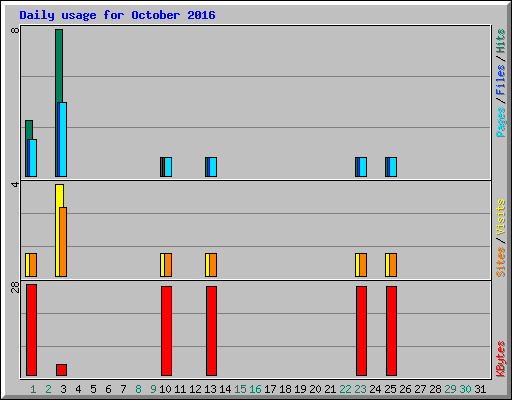 Daily usage for October 2016
8
Pages / Files / Hits
4
Sites / Visits
28
KBytes
1 2 3 4 5 6 7 8 9 10 11 12 13 14 15 16 17 18 19 20 21 22 23 24 25 26 27 28 29 30 31